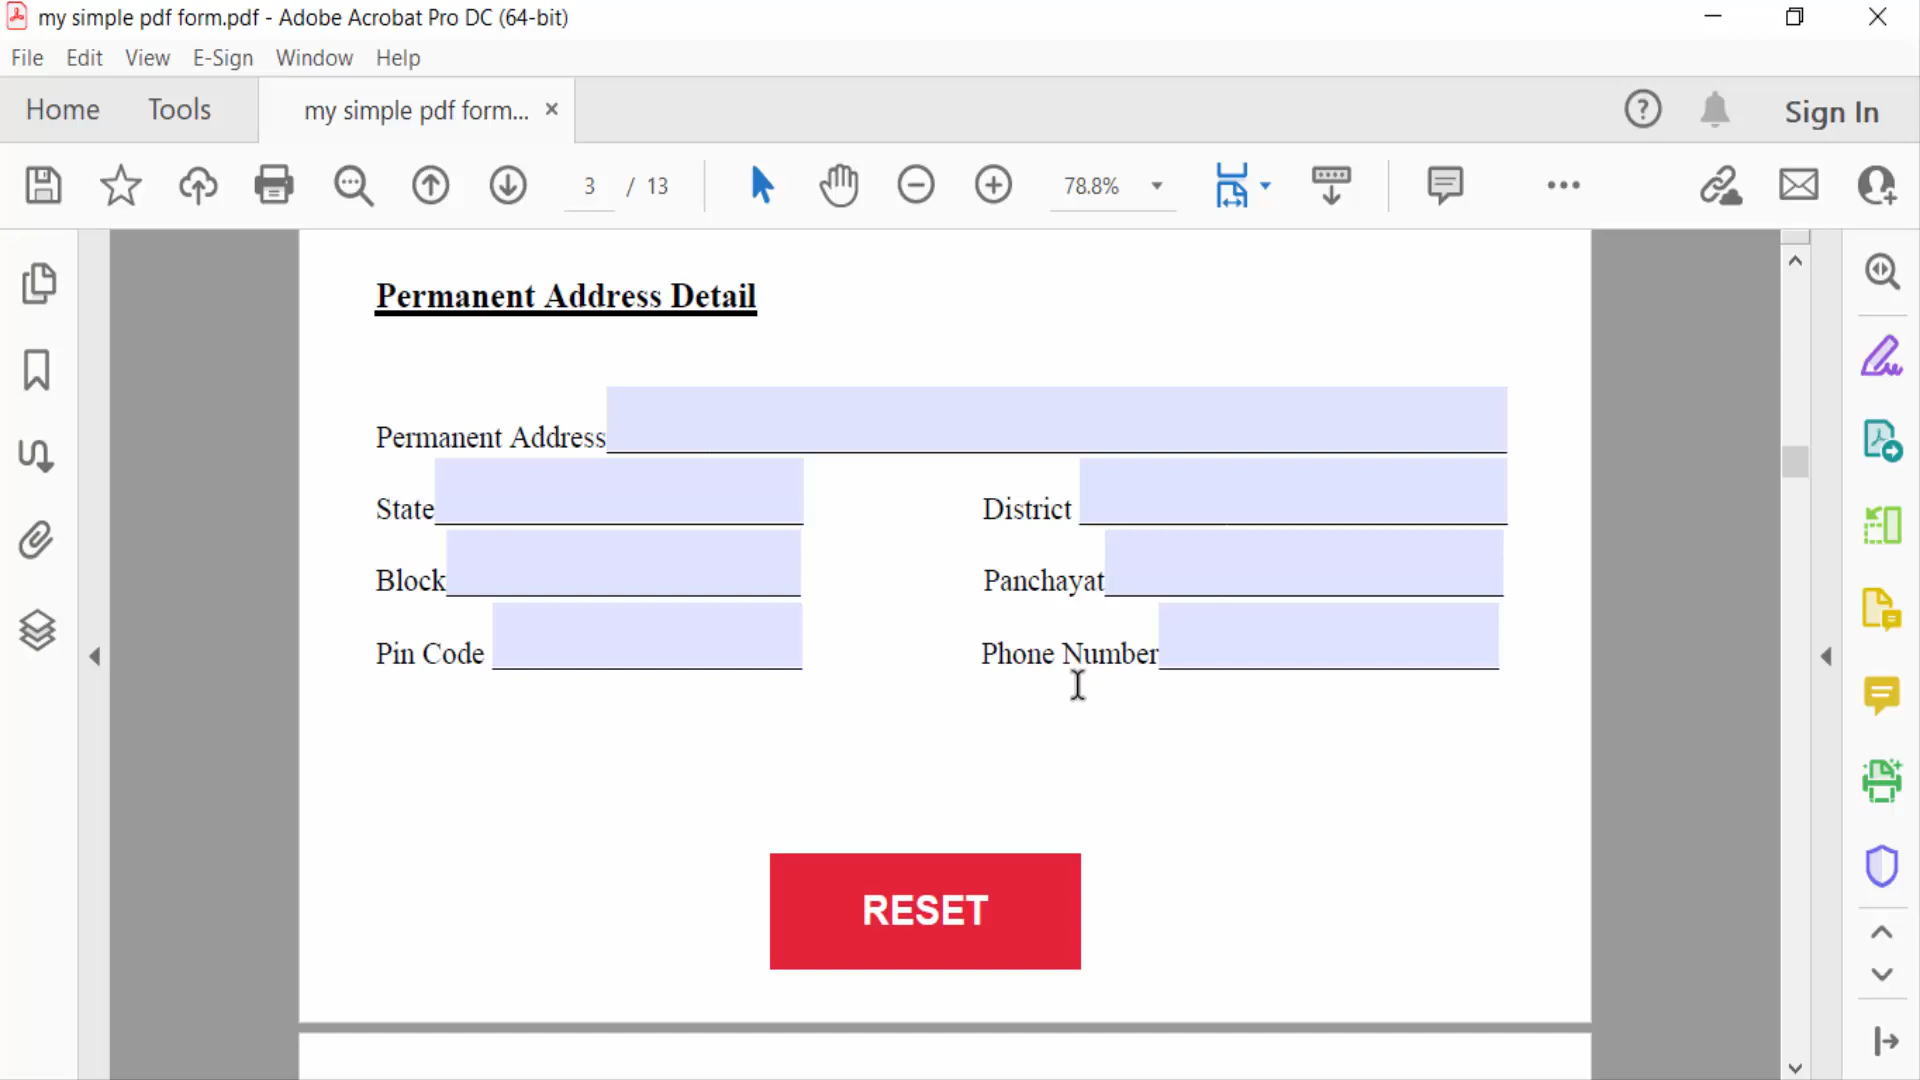 my simple pdf form.pdf - Adobe Acrobat Pro DC (64-bit)
File Edit View E-Sign Window Help
Home Tools my simple pdf form... × Sign In
3 / 13 78.8%
Permanent Address Detail
Permanent Address
State District
Block Panchayat
Pin Code Phone Number
RESET